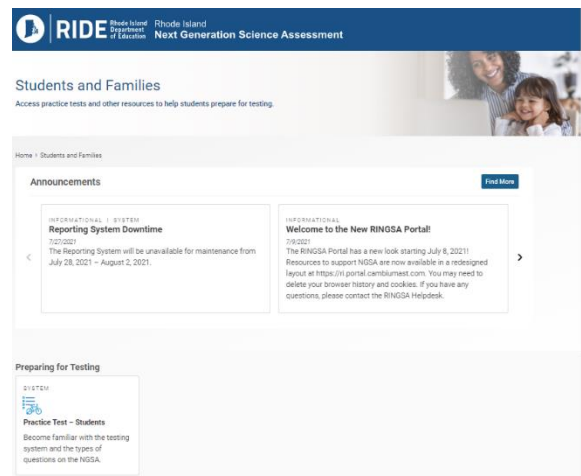 RIDE Rhode Island Department of Education
Rhode Island
Next Generation Science Assessment
Students and Families
Access practice tests and other resources to help students prepare for testing.
Home > Students and Families
Announcements
Find More
INFORMATIONAL | SYSTEM
Reporting System Downtime
7/27/2021
The Reporting System will be unavailable for maintenance from
July 28, 2021 – August 2, 2021.
INFORMATIONAL
Welcome to the New RINGSA Portal!
7/9/2021
The RINGSA Portal has a new look starting July 8, 2021!
Resources to support NGSA are now available in a redesigned
layout at https://ri.portal.cambiumast.com. You may need to
delete your browser history and cookies. If you have any
questions, please contact the RINGSA Helpdesk.
Preparing for Testing
SYSTEM
Practice Test – Students
Become familiar with the testing
system and the types of
questions on the NGSA.